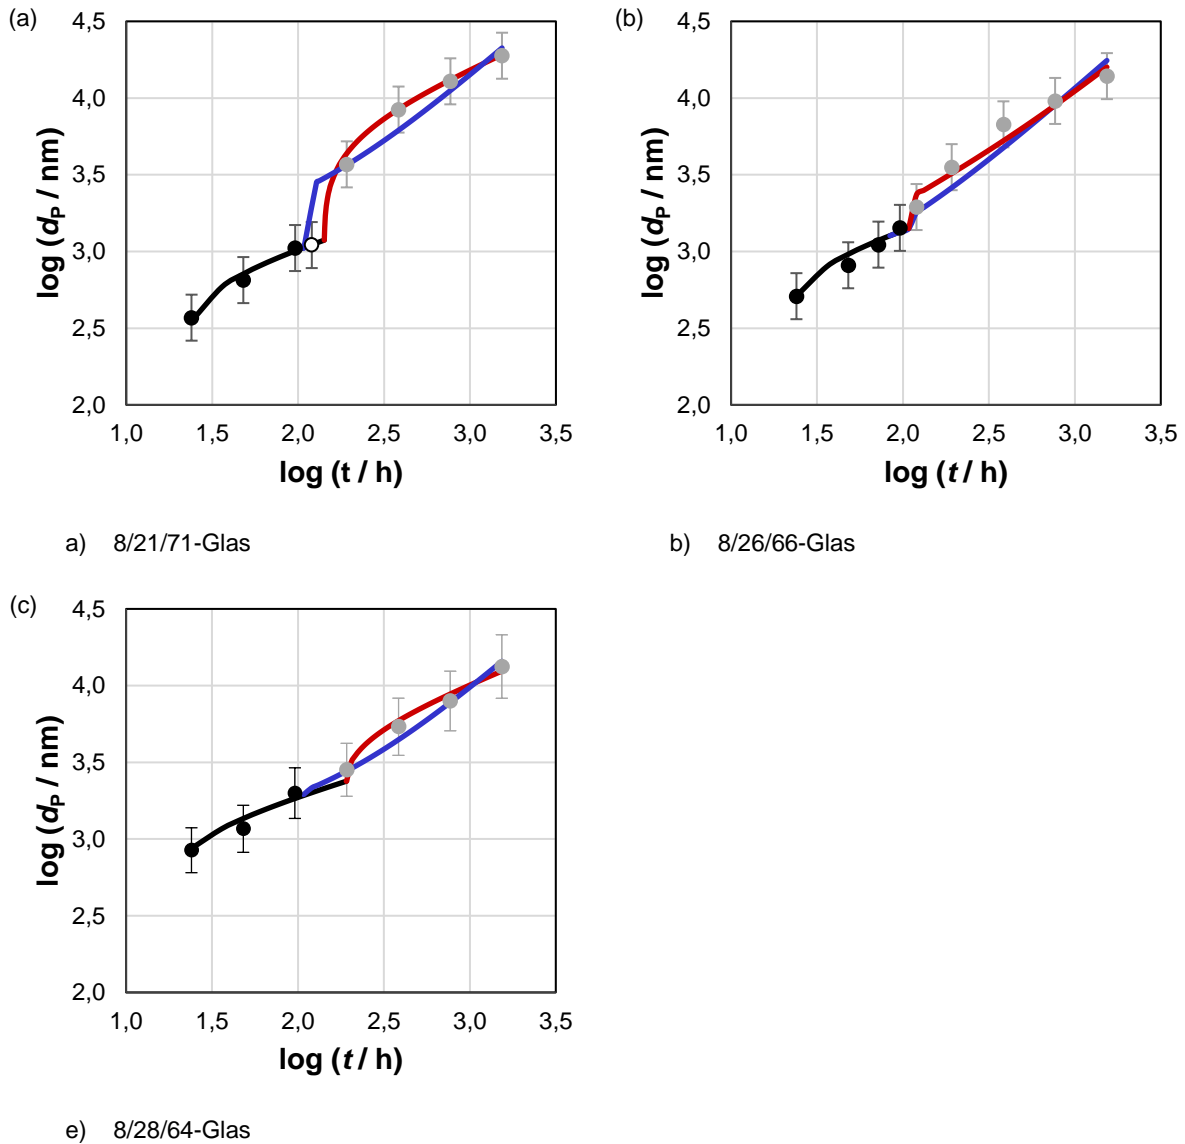 (a)
4,5
4,0
3,5
3,0
2,5
2,0
log (dP / nm)
1,0 1,5 2,0 2,5 3,0 3,5
log (t / h)
(b)
4,5
4,0
3,5
3,0
2,5
2,0
log (dP / nm)
1,0 1,5 2,0 2,5 3,0 3,5
log (t / h)
a) 8/21/71-Glas
b) 8/26/66-Glas
(c)
4,5
4,0
3,5
3,0
2,5
2,0
log (dP / nm)
1,0 1,5 2,0 2,5 3,0 3,5
log (t / h)
e) 8/28/64-Glas